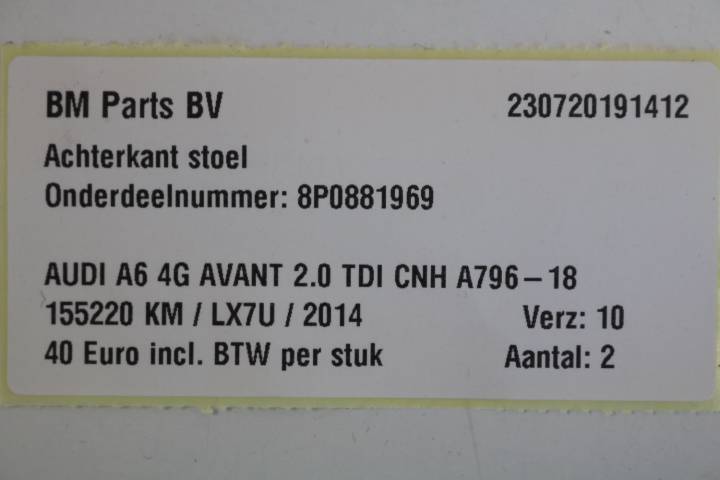 BM Parts BV 230720191412
Achterkant stoel
Onderdeelnummer: 8P0881969
AUDI A6 4G AVANT 2.0 TDI CNH A796-18
155220 KM / LX7U / 2014 Verz: 10
40 Euro incl. BTW per stuk Aantal: 2